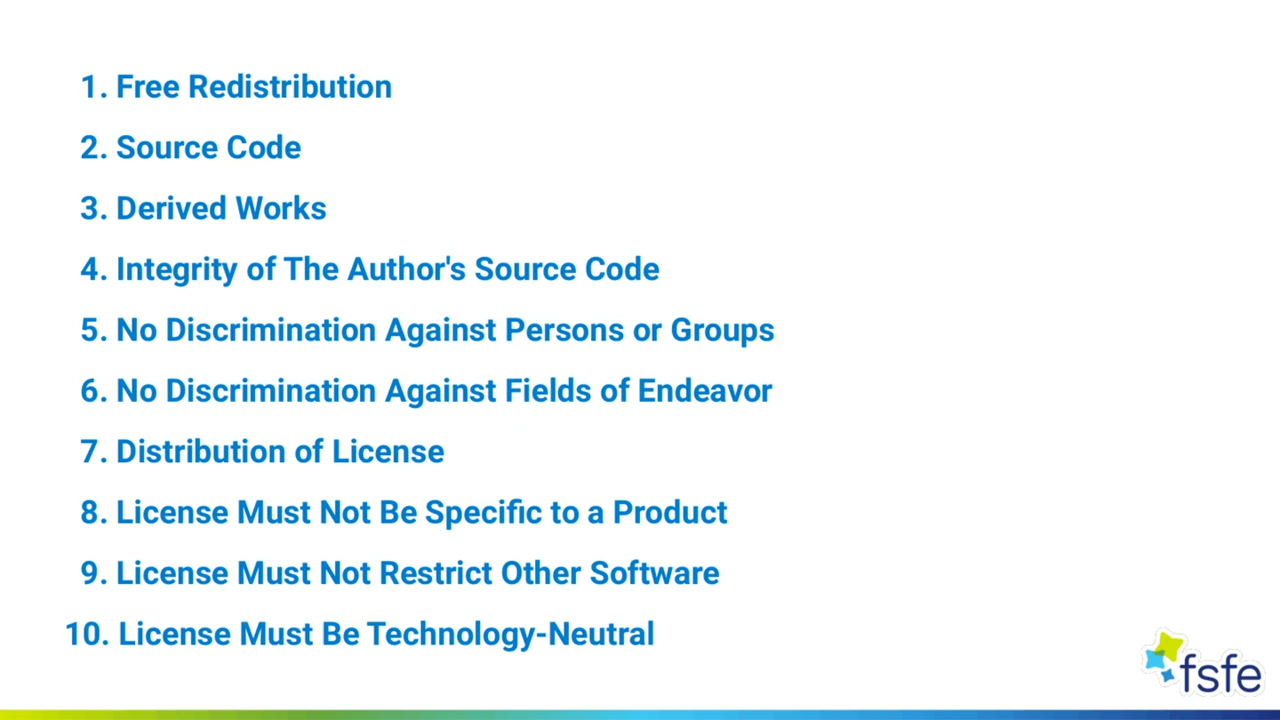 1. Free Redistribution
2. Source Code
3. Derived Works
4. Integrity of The Author's Source Code
5. No Discrimination Against Persons or Groups
6. No Discrimination Against Fields of Endeavor
7. Distribution of License
8. License Must Not Be Specific to a Product
9. License Must Not Restrict Other Software
10. License Must Be Technology-Neutral
fsfe